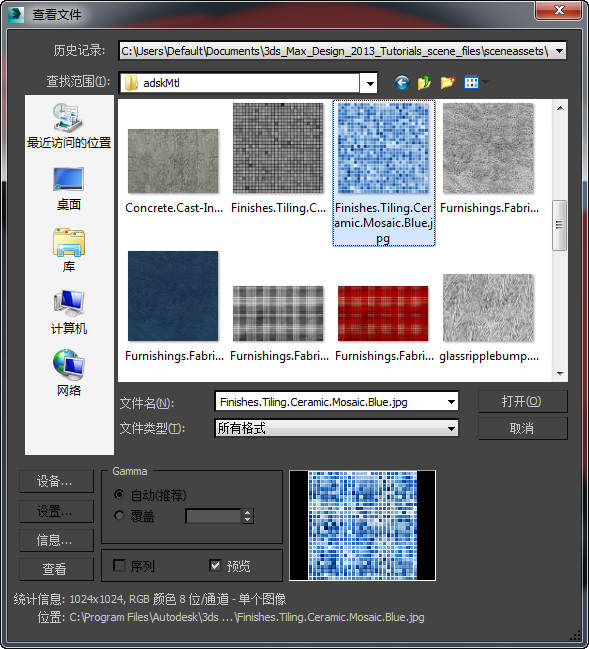 查看文件
历史记录: C:\Users\Default\Documents\3ds_Max_Design_2013_Tutorials_scene_files\sceneassets\
查找范围(I): adskMtl
最近访问的位置
桌面
库
计算机
网络
Concrete.Cast-In...
Finishes.Tiling.C...
Finishes.Tiling.Cer
amic.Mosaic.Blue.j
pg
Furnishings.Fabri...
Furnishings.Fabri...
Furnishings.Fabri...
Furnishings.Fabri...
glassripplebump....
文件名(N): Finishes.Tiling.Ceramic.Mosaic.Blue.jpg 打开(O)
文件类型(T): 所有格式 取消
设备...
设置...
信息...
查看
Gamma
自动(推荐)
覆盖
序列 预览
统计信息: 1024x1024, RGB 颜色 8 位/通道 - 单个图像
位置: C:\Program Files\Autodesk\3ds ...\Finishes.Tiling.Ceramic.Mosaic.Blue.jpg